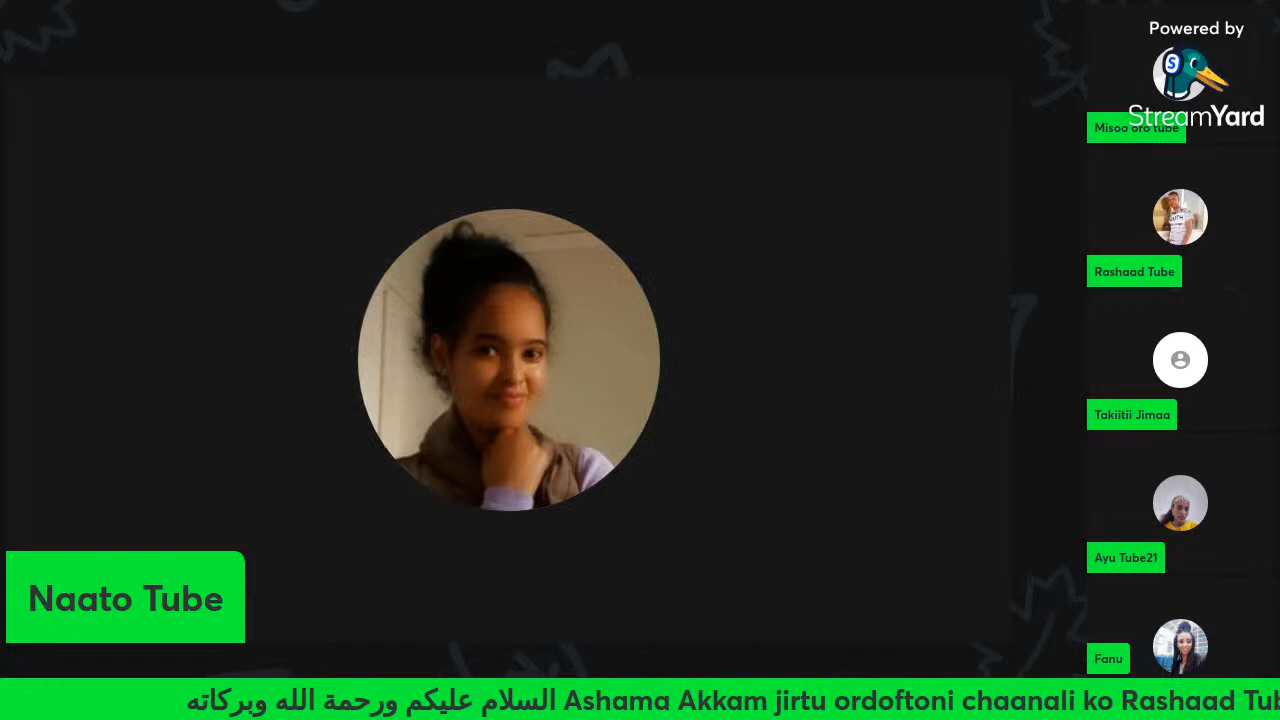 Powered by
StreamYard
Misoo oro tube
Rashaad Tube
Takiitii Jimaa
Ayu Tube21
Fanu
Naato Tube
السلام عليكم ورحمة الله وبركاته Ashama Akkam jirtu ordoftoni chaanali ko Rashaad